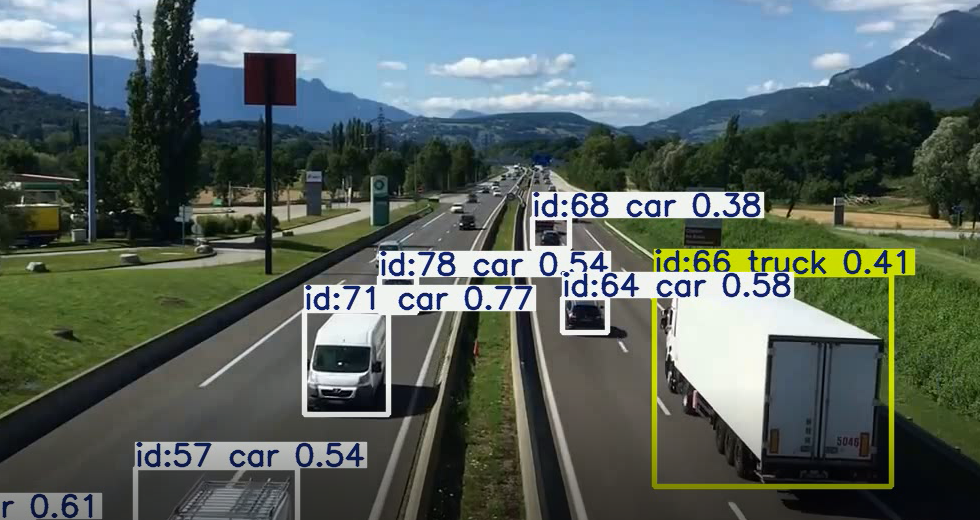 id:68 car 0.38
id:78 car 0.54
id:66 truck 0.41
id:71 car 0.77
id:64 car 0.58
5046
id:57 car 0.54
r 0.61